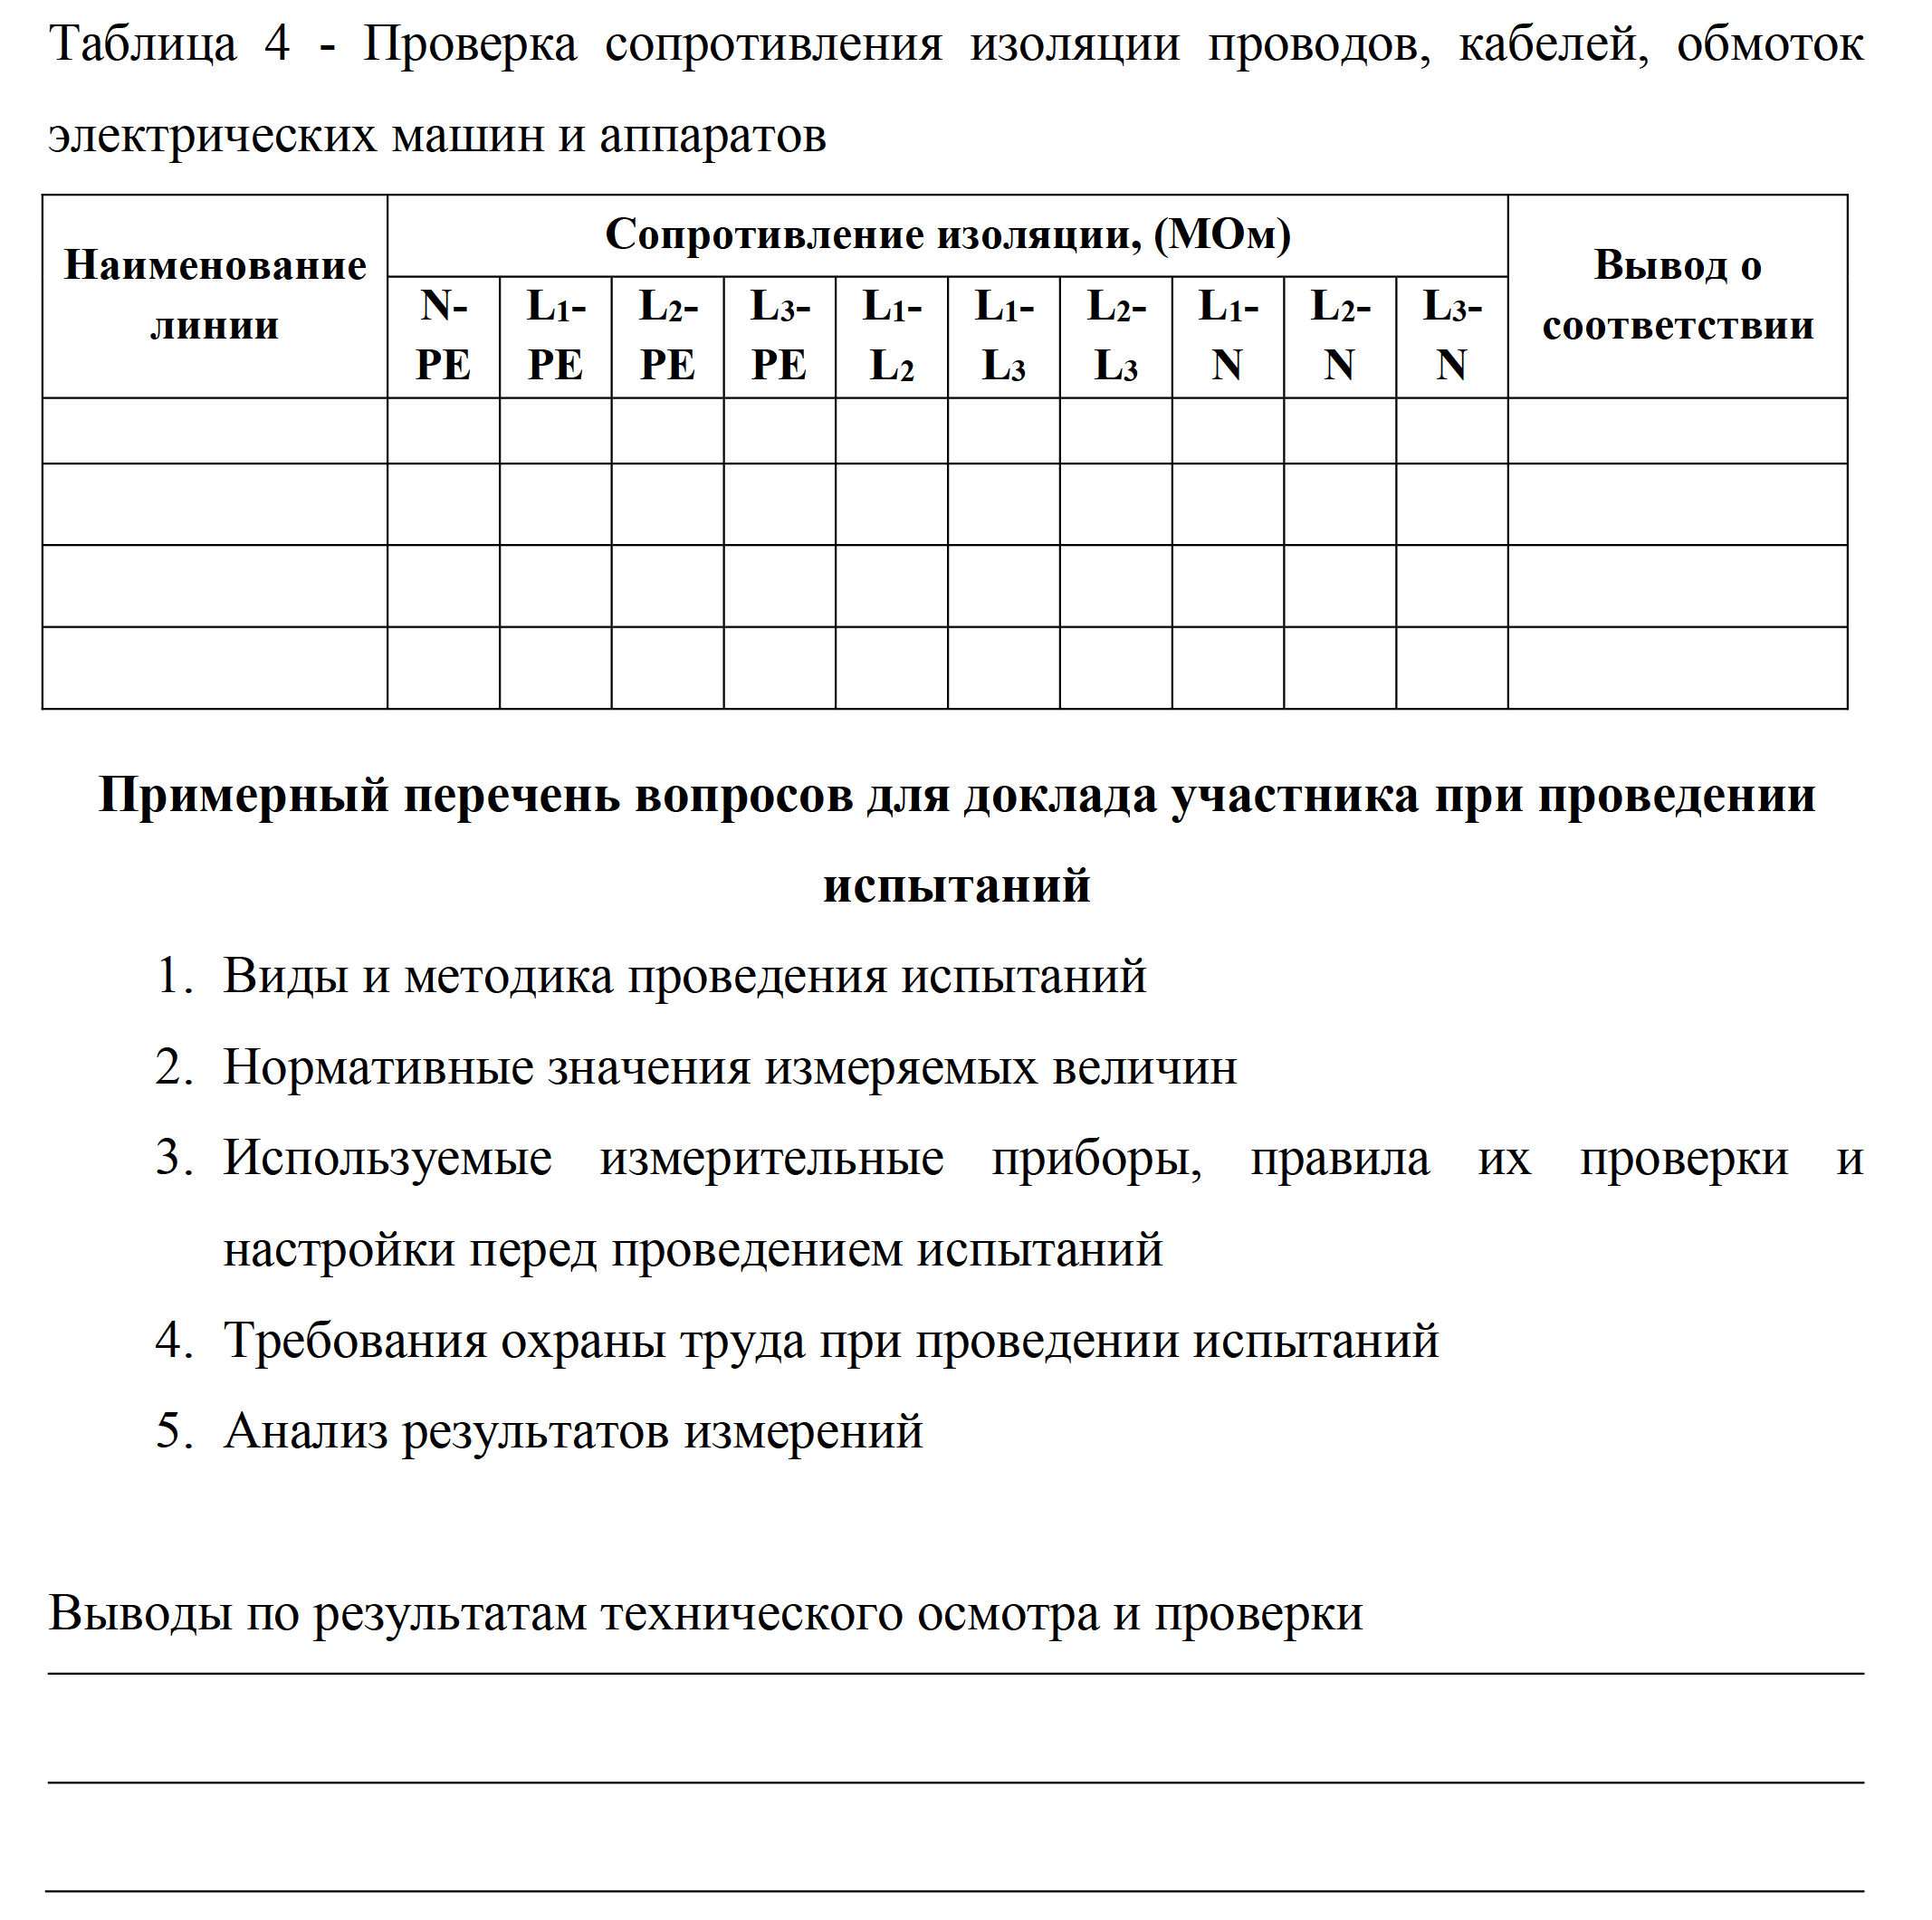 Таблица 4 - Проверка сопротивления изоляции проводов, кабелей, обмоток
электрических машин и аппаратов
Наименование линии
Сопротивление изоляции, (МОм)
Вывод о соответствии
N-PE
L1-PE
L2-PE
L3-PE
L1-L2
L1-L3
L2-L3
L1-N
L2-N
L3-N
Примерный перечень вопросов для доклада участника при проведении
испытаний
1. Виды и методика проведения испытаний
2. Нормативные значения измеряемых величин
3. Используемые измерительные приборы, правила их проверки и
настройки перед проведением испытаний
4. Требования охраны труда при проведении испытаний
5. Анализ результатов измерений
Выводы по результатам технического осмотра и проверки